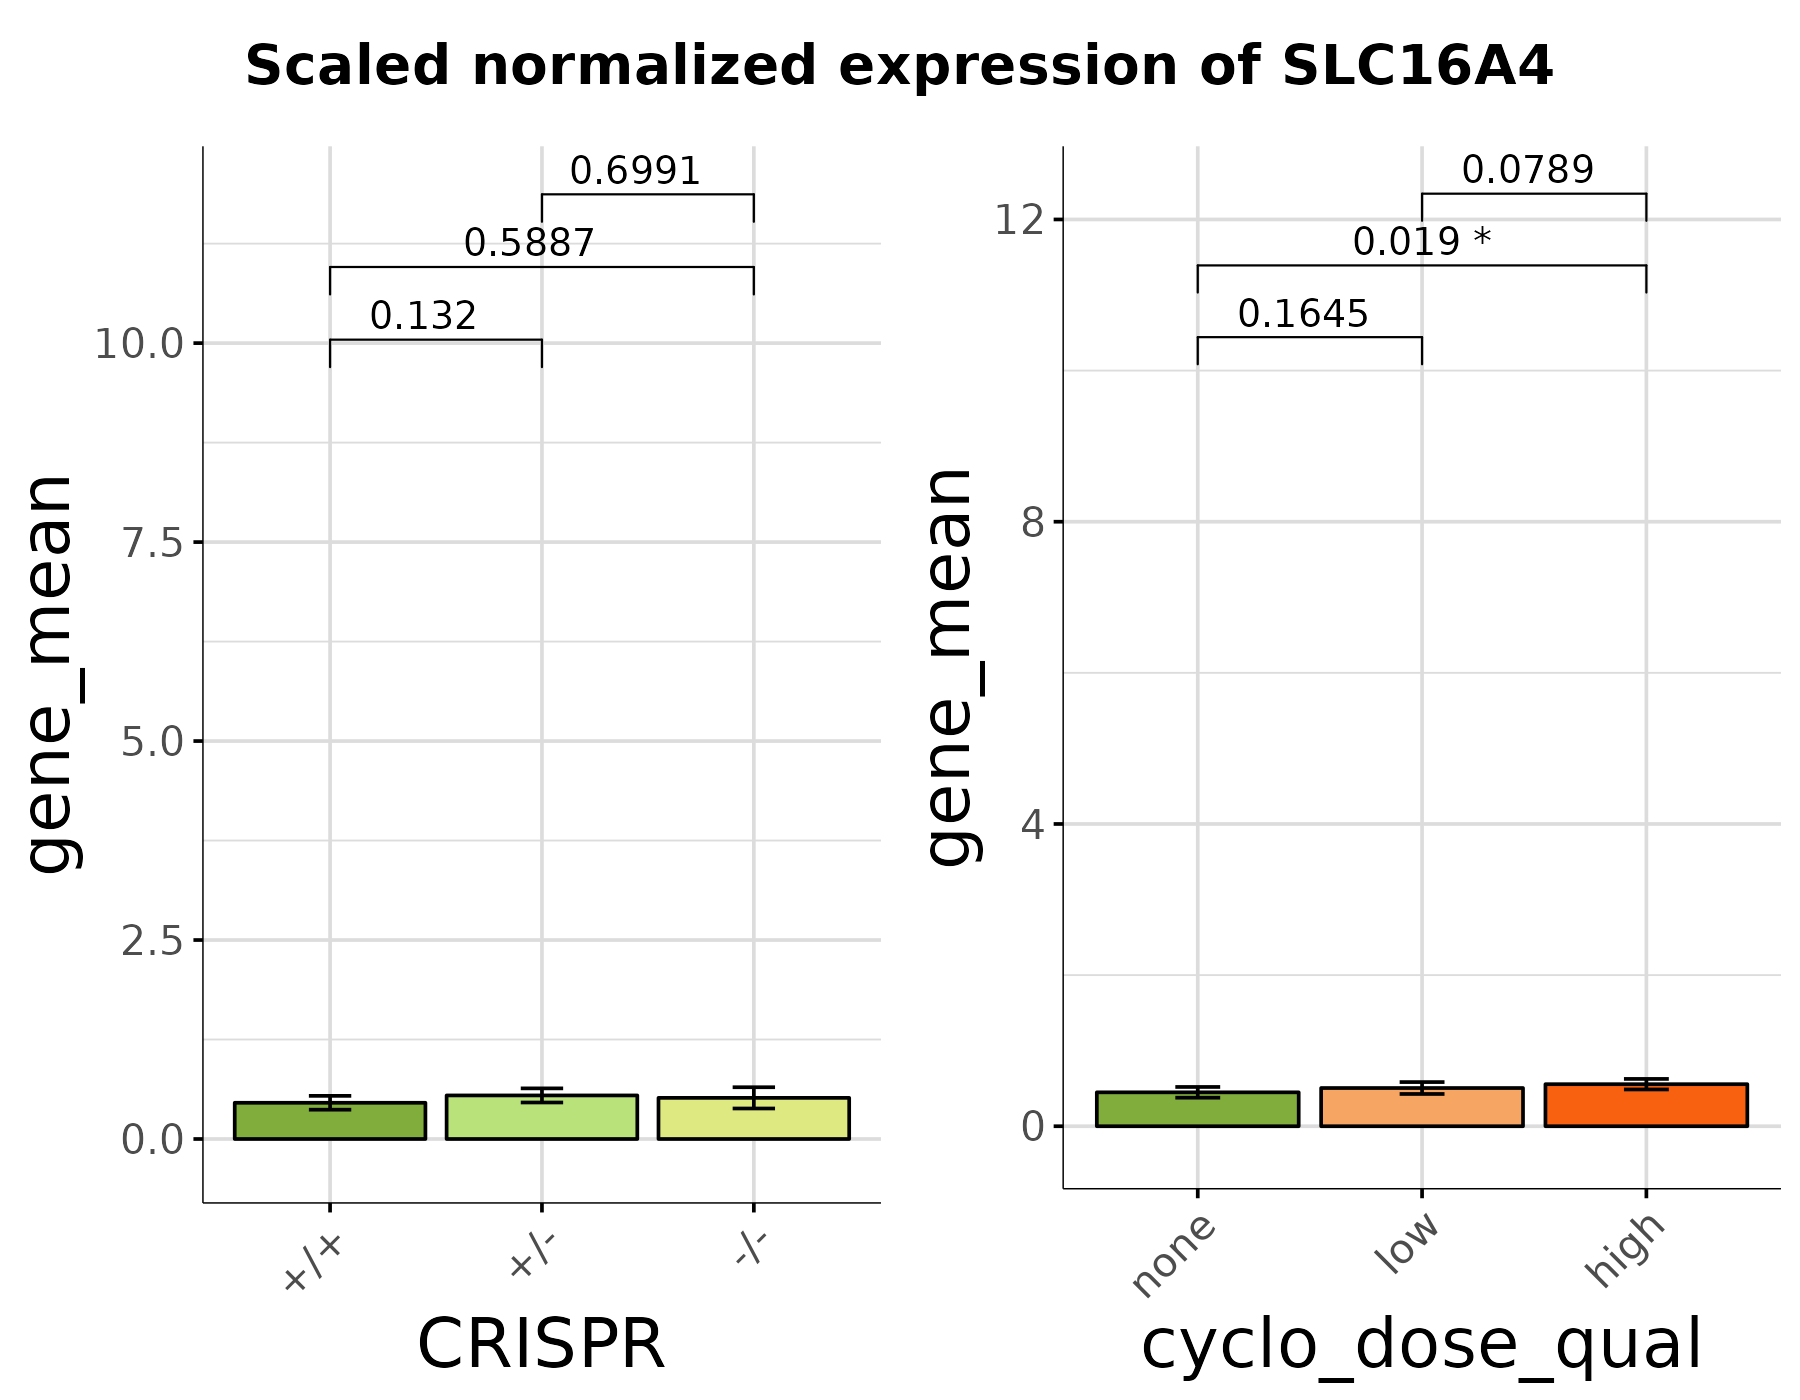 Scaled normalized expression of SLC16A4
gene_mean
10.0
7.5
5.0
2.5
0.0
0.6991
0.5887
0.132
+/+
+/-
-/-
CRISPR
gene_mean
12
8
4
0
0.0789
0.019 *
0.1645
none
low
high
cyclo_dose_qual